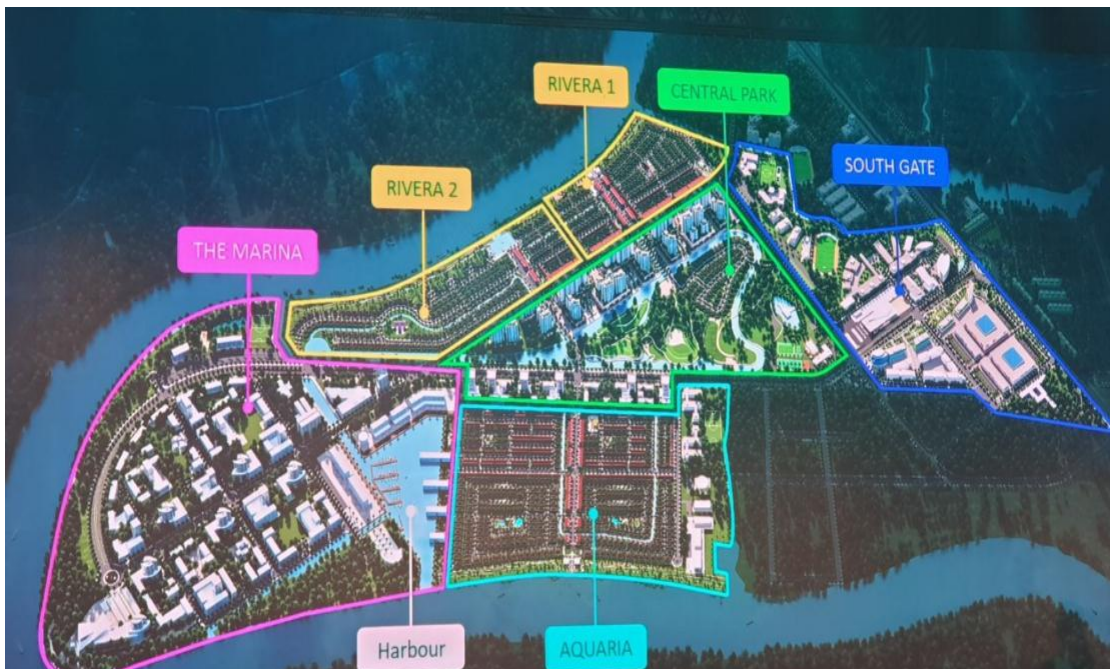 RIVERA 1
CENTRAL PARK
SOUTH GATE
RIVERA 2
THE MARINA
Harbour
AQUARIA